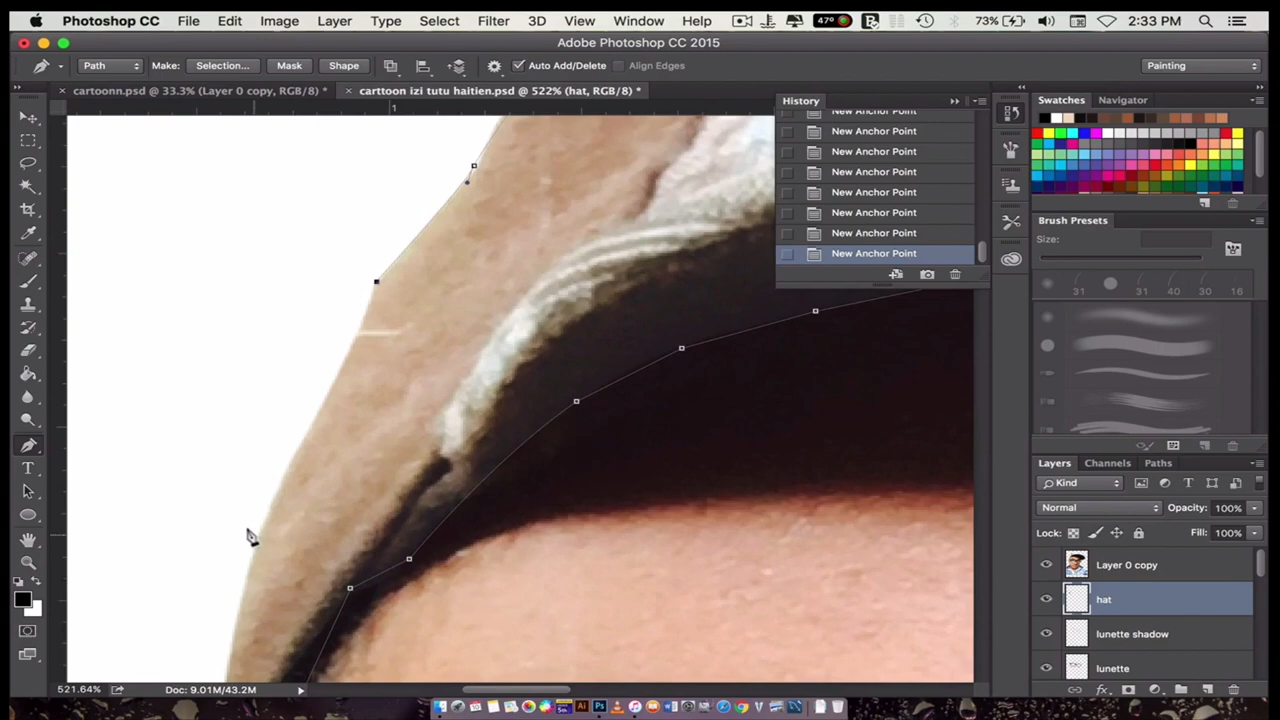 Photoshop CC File Edit Image Layer Type Select Filter 3D View Window Help 47° 73% 2:33 PM
Adobe Photoshop CC 2015
Path Make: Selection... Mask Shape Auto Add/Delete Align Edges Painting
cartoonn.psd @ 33.3% (Layer 0 copy, RGB/8) * carttoon izi tutu haitien.psd @ 522% (hat, RGB/8) *
1
History
New Anchor Point
New Anchor Point
New Anchor Point
New Anchor Point
New Anchor Point
New Anchor Point
New Anchor Point
New Anchor Point
Swatches Navigator
Brush Presets
Size:
31 31 40 30 16
Layers Channels Paths
Kind
Normal Opacity: 100%
Lock: Fill: 100%
Layer 0 copy
hat
lunette shadow
lunette
521.64% Doc: 9.01M/43.2M